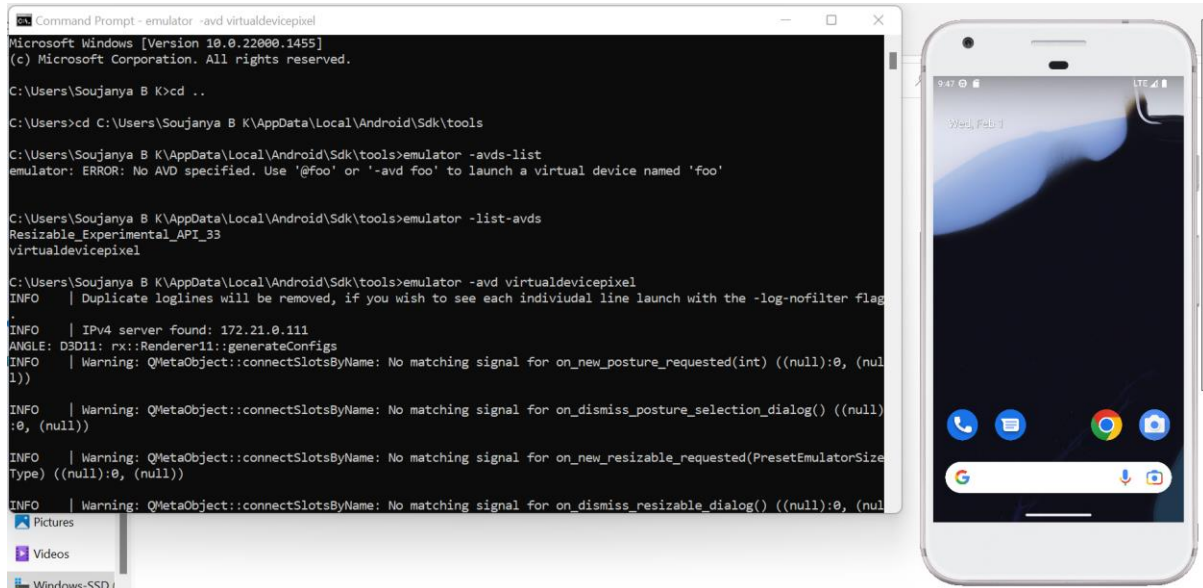 Command Prompt - emulator -avd virtualdevicepixel
Microsoft Windows [Version 10.0.22000.1455]
(c) Microsoft Corporation. All rights reserved.
C:\Users\Soujanya B K>cd ..
C:\Users>cd C:\Users\Soujanya B K\AppData\Local\Android\Sdk\tools
C:\Users\Soujanya B K\AppData\Local\Android\Sdk\tools>emulator -avds-list
emulator: ERROR: No AVD specified. Use '@foo' or '-avd foo' to launch a virtual device named 'foo'
C:\Users\Soujanya B K\AppData\Local\Android\Sdk\tools>emulator -list-avds
Resizable_Experimental_API_33
virtualdevicepixel
C:\Users\Soujanya B K\AppData\Local\Android\Sdk\tools>emulator -avd virtualdevicepixel
INFO    | Duplicate loglines will be removed, if you wish to see each indiviudal line launch with the -log-nofilter flag
.
INFO    | IPv4 server found: 172.21.0.111
ANGLE: D3D11: rx::Renderer11::generateConfigs
INFO    | Warning: QMetaObject::connectSlotsByName: No matching signal for on_new_posture_requested(int) ((null):0, (nul
l))
INFO    | Warning: QMetaObject::connectSlotsByName: No matching signal for on_dismiss_posture_selection_dialog() ((null)
:0, (null))
INFO    | Warning: QMetaObject::connectSlotsByName: No matching signal for on_new_resizable_requested(PresetEmulatorSize
Type) ((null):0, (null))
INFO    | Warning: QMetaObject::connectSlotsByName: No matching signal for on_dismiss_resizable_dialog() ((null):0, (nul
Pictures
Videos
Windows-SSD (
9:47
LTE
Wed, Feb 1
G